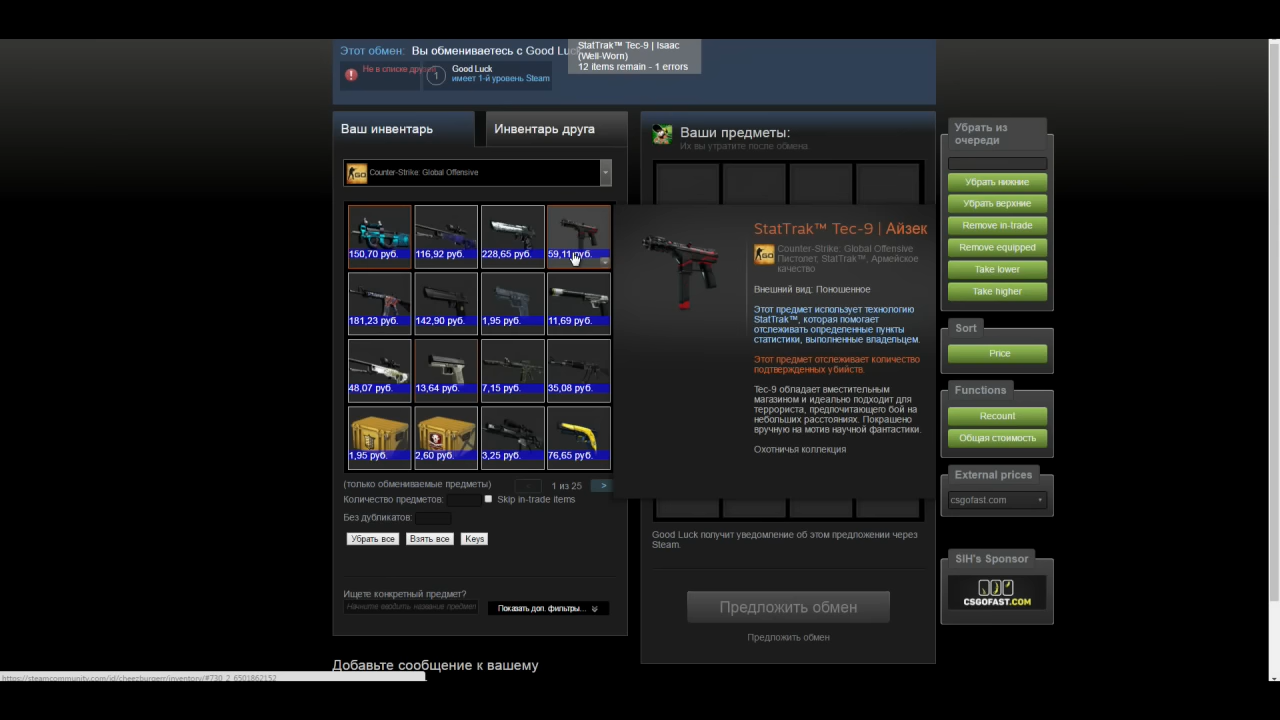 Этот обмен: Вы обмениваетесь с Good Luck
StatTrak™ Tec-9 | Isaac
(Well-Worn)
12 items remain - 1 errors
Не в списке друзей
1
Good Luck
имеет 1-й уровень Steam
Ваш инвентарь
Инвентарь друга
Counter-Strike: Global Offensive
150,70 руб.
116,92 руб.
228,65 руб.
59,11 руб.
181,23 руб.
142,90 руб.
1,95 руб.
11,69 руб.
48,07 руб.
13,64 руб.
7,15 руб.
35,08 руб.
1,95 руб.
2,60 руб.
3,25 руб.
76,65 руб.
(только обмениваемые предметы)
<
1 из 25
>
Количество предметов:
Skip in-trade items
Без дубликатов:
Убрать все
Взять все
Keys
Ищете конкретный предмет?
Начните вводить название предмет
Показать доп. фильтры...
Добавьте сообщение к вашему
Ваши предметы:
Их вы утратите после обмена.
StatTrak™ Tec-9 | Айзек
Counter-Strike: Global Offensive
Пистолет, StatTrak™, Армейское
качество
Внешний вид: Поношенное
Этот предмет использует технологию
StatTrak™, которая помогает
отслеживать определенные пункты
статистики, выполненные владельцем.
Этот предмет отслеживает количество
подтвержденных убийств.
Tec-9 обладает вместительным
магазином и идеально подходит для
террориста, предпочитающего бой на
небольших расстояниях. Покрашено
вручную на мотив научной фантастики.
Охотничья коллекция
Good Luck получит уведомление об этом предложении через
Steam.
Предложить обмен
Предложить обмен
Убрать из
очереди
Убрать нижние
Убрать верхние
Remove in-trade
Remove equipped
Take lower
Take higher
Sort
Price
Functions
Recount
Общая стоимость
External prices
csgofast.com
SIH's Sponsor
CSGOFAST.COM
https://steamcommunity.com/id/cheezburgerr/inventory/#730_2_6501862152